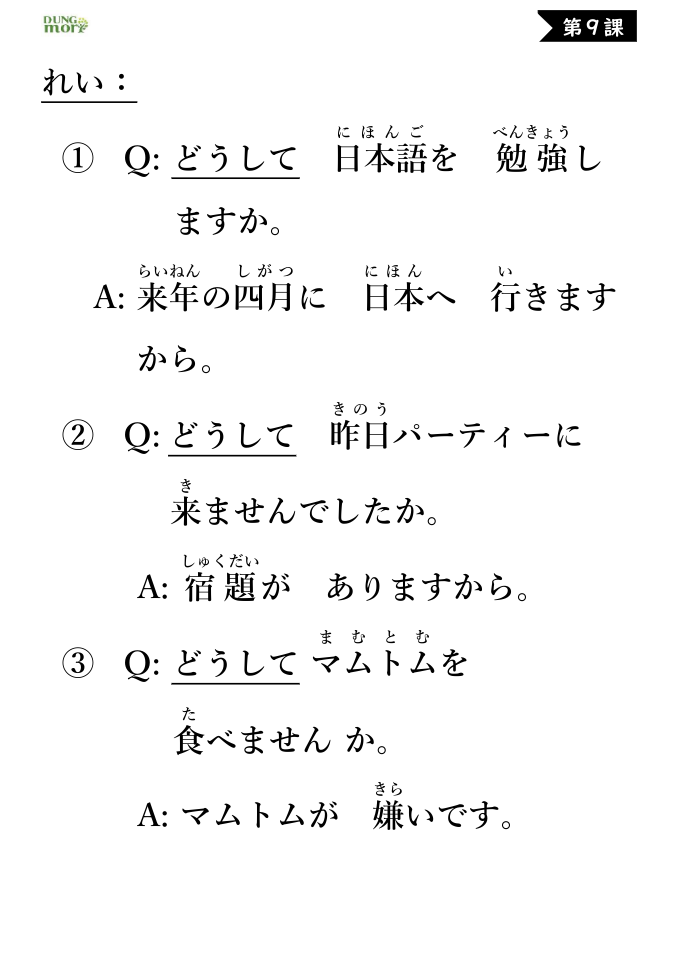 DUNG
mori
第9課
れい：
① Q: どうして 日本語を 勉強し
にほんご べんきょう
ますか。
A: 来年の四月に 日本へ 行きます
らいねん しがつ にほん い
から。
② Q: どうして 昨日パーティーに
きのう
来ませんでしたか。
き
A: 宿題が ありますから。
しゅくだい
③ Q: どうして マムトムを
まむとむ
食べません か。
た
A: マムトムが 嫌いです。
きら